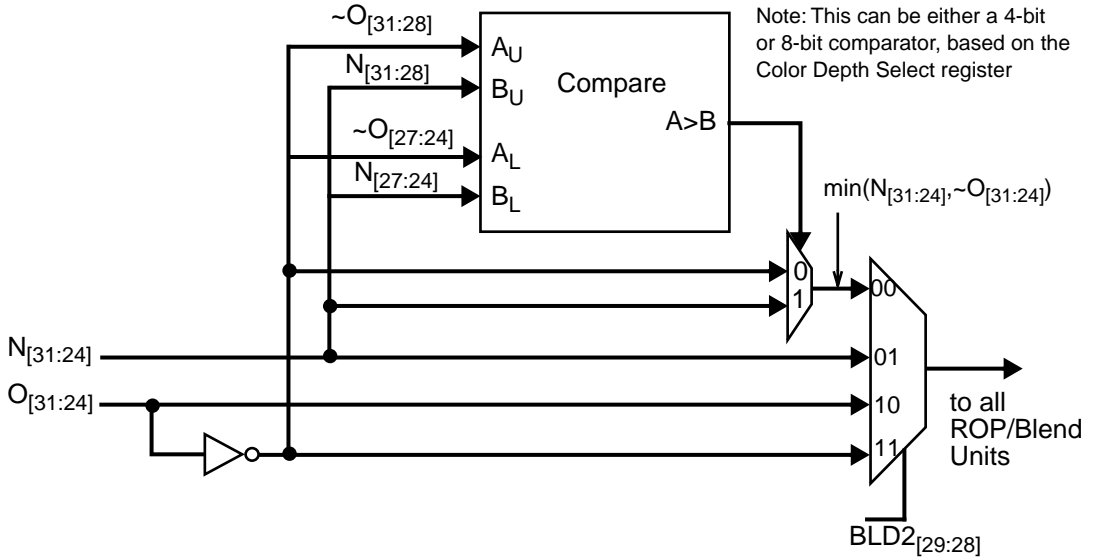 ~O[31:28]
Note: This can be either a 4-bit
or 8-bit comparator, based on the
Color Depth Select register
AU
N[31:28]
BU
Compare
A>B
~O[27:24]
AL
N[27:24]
BL
min(N[31:24],~O[31:24])
0
1
00
N[31:24]
01
O[31:24]
10
to all
ROP/Blend
Units
11
BLD2[29:28]